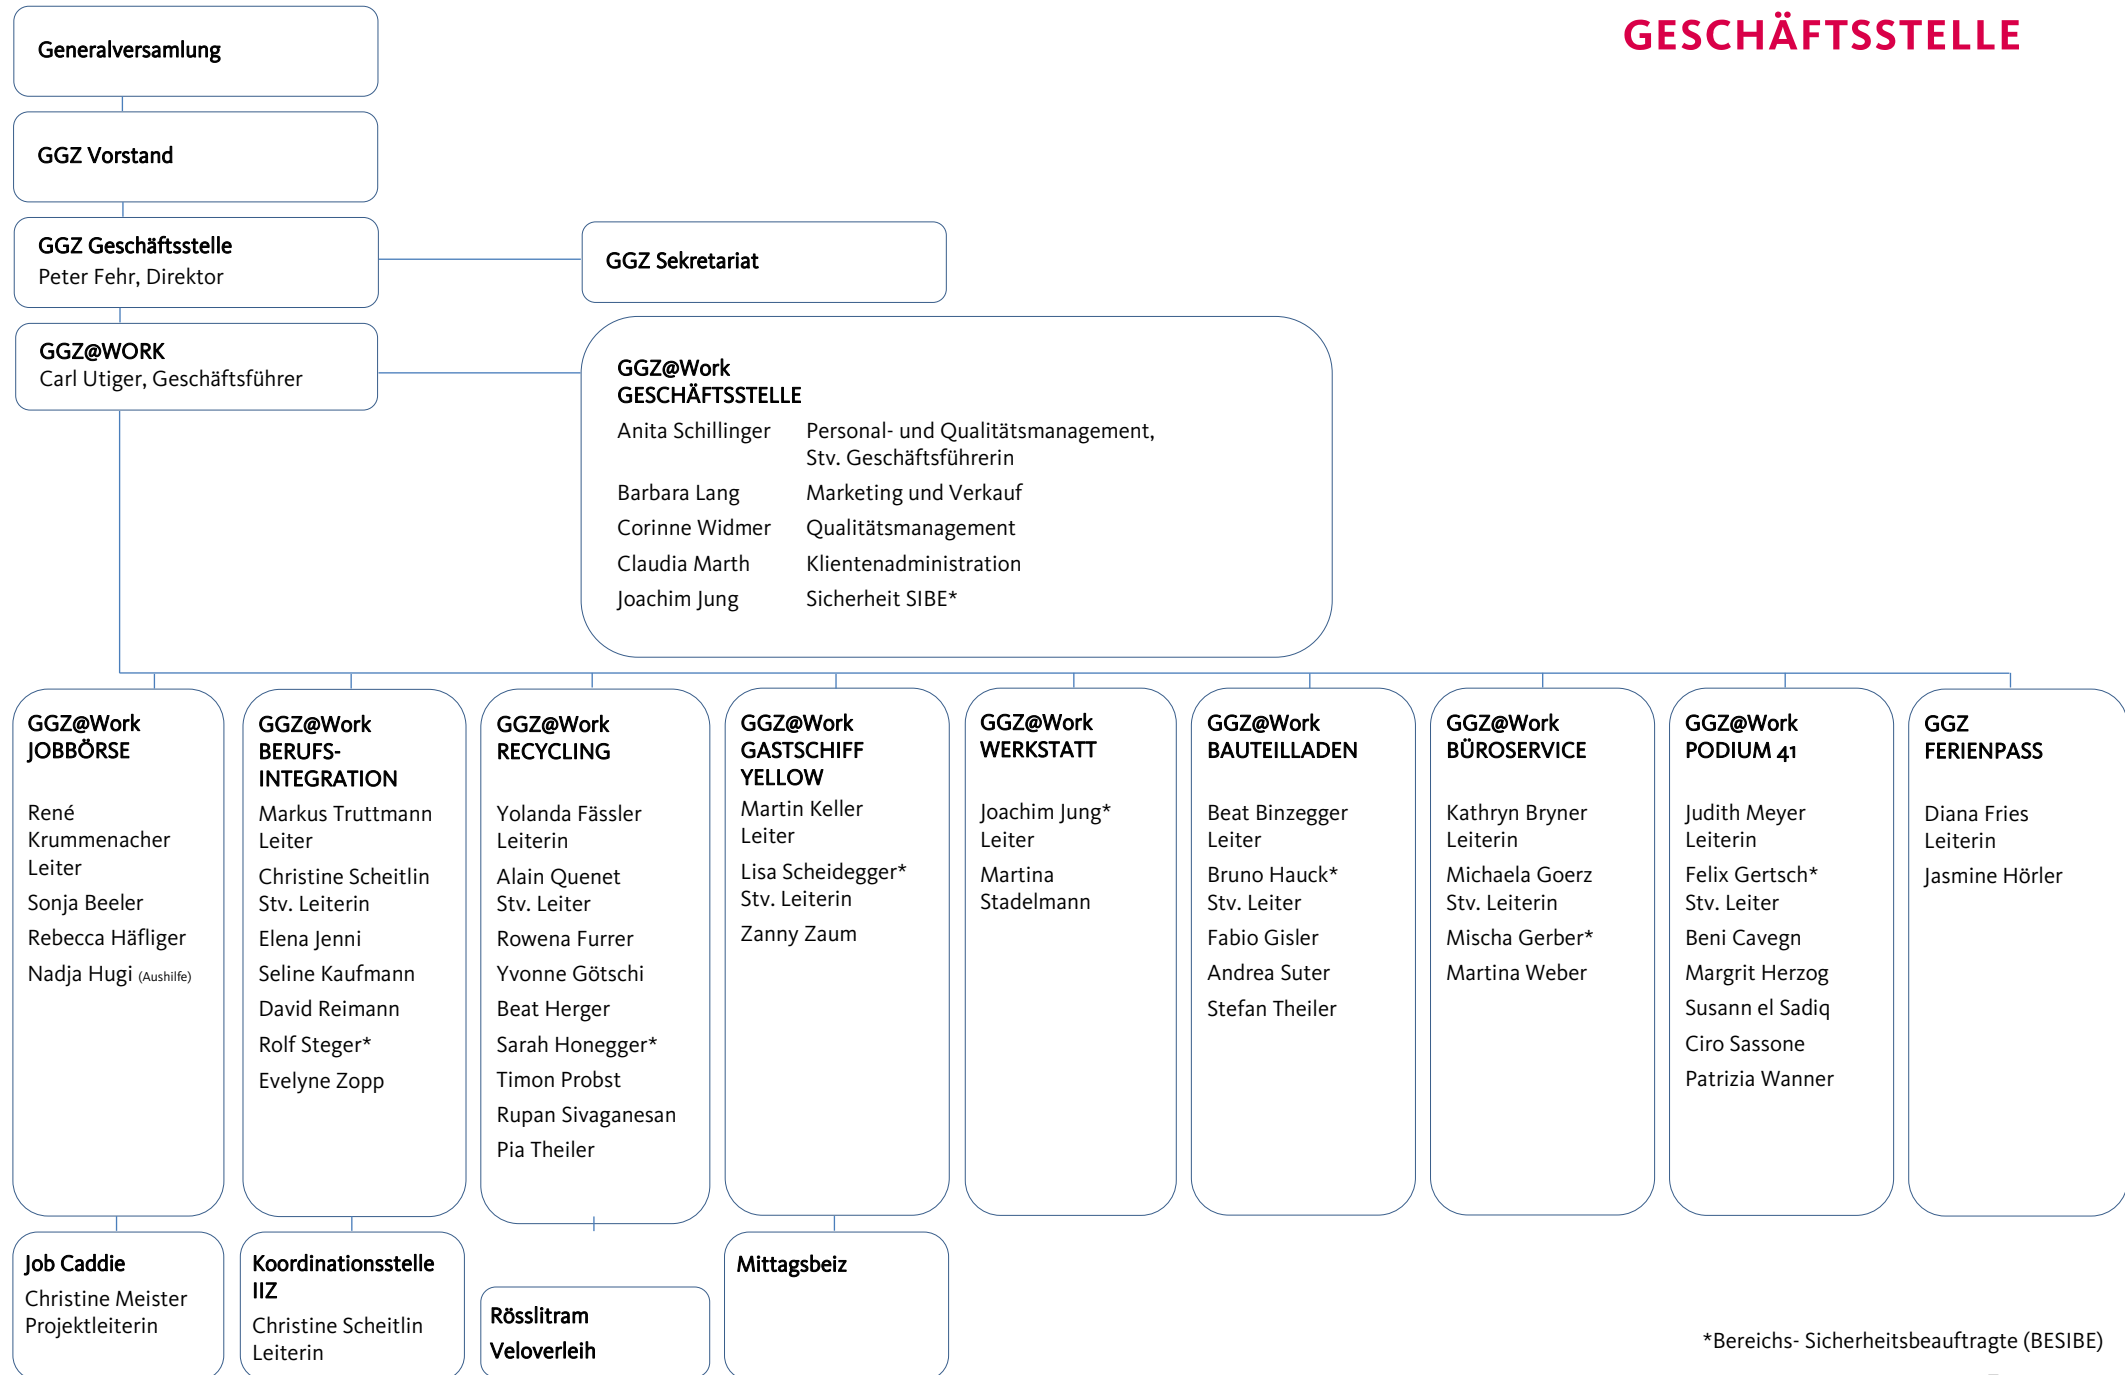 GESCHÄFTSSTELLE
Generalversamlung
GGZ Vorstand
GGZ Geschäftsstelle
Peter Fehr, Direktor
GGZ Sekretariat
GGZ@WORK
Carl Utiger, Geschäftsführer
GGZ@Work
GESCHÄFTSSTELLE
Anita Schillinger Personal- und Qualitätsmanagement,
Stv. Geschäftsführerin
Barbara Lang Marketing und Verkauf
Corinne Widmer Qualitätsmanagement
Claudia Marth Klientenadministration
Joachim Jung Sicherheit SIBE*
GGZ@Work
JOBBÖRSE
René
Krummenacher
Leiter
Sonja Beeler
Rebecca Häfliger
Nadja Hugi (Aushilfe)
GGZ@Work
BERUFS-
INTEGRATION
Markus Truttmann
Leiter
Christine Scheitlin
Stv. Leiterin
Elena Jenni
Seline Kaufmann
David Reimann
Rolf Steger*
Evelyne Zopp
GGZ@Work
RECYCLING
Yolanda Fässler
Leiterin
Alain Quenet
Stv. Leiter
Rowena Furrer
Yvonne Götschi
Beat Herger
Sarah Honegger*
Timon Probst
Rupan Sivaganesan
Pia Theiler
GGZ@Work
GASTSCHIFF
YELLOW
Martin Keller
Leiter
Lisa Scheidegger*
Stv. Leiterin
Zanny Zaum
GGZ@Work
WERKSTATT
Joachim Jung*
Leiter
Martina
Stadelmann
GGZ@Work
BAUTEILLADEN
Beat Binzegger
Leiter
Bruno Hauck*
Stv. Leiter
Fabio Gisler
Andrea Suter
Stefan Theiler
GGZ@Work
BÜROSERVICE
Kathryn Bryner
Leiterin
Michaela Goerz
Stv. Leiterin
Mischa Gerber*
Martina Weber
GGZ@Work
PODIUM 41
Judith Meyer
Leiterin
Felix Gertsch*
Stv. Leiter
Beni Cavegn
Margrit Herzog
Susann el Sadiq
Ciro Sassone
Patrizia Wanner
GGZ
FERIENPASS
Diana Fries
Leiterin
Jasmine Hörler
Job Caddie
Christine Meister
Projektleiterin
Koordinationsstelle
IIZ
Christine Scheitlin
Leiterin
Rösslitram
Veloverleih
Mittagsbeiz
*Bereichs- Sicherheitsbeauftragte (BESIBE)